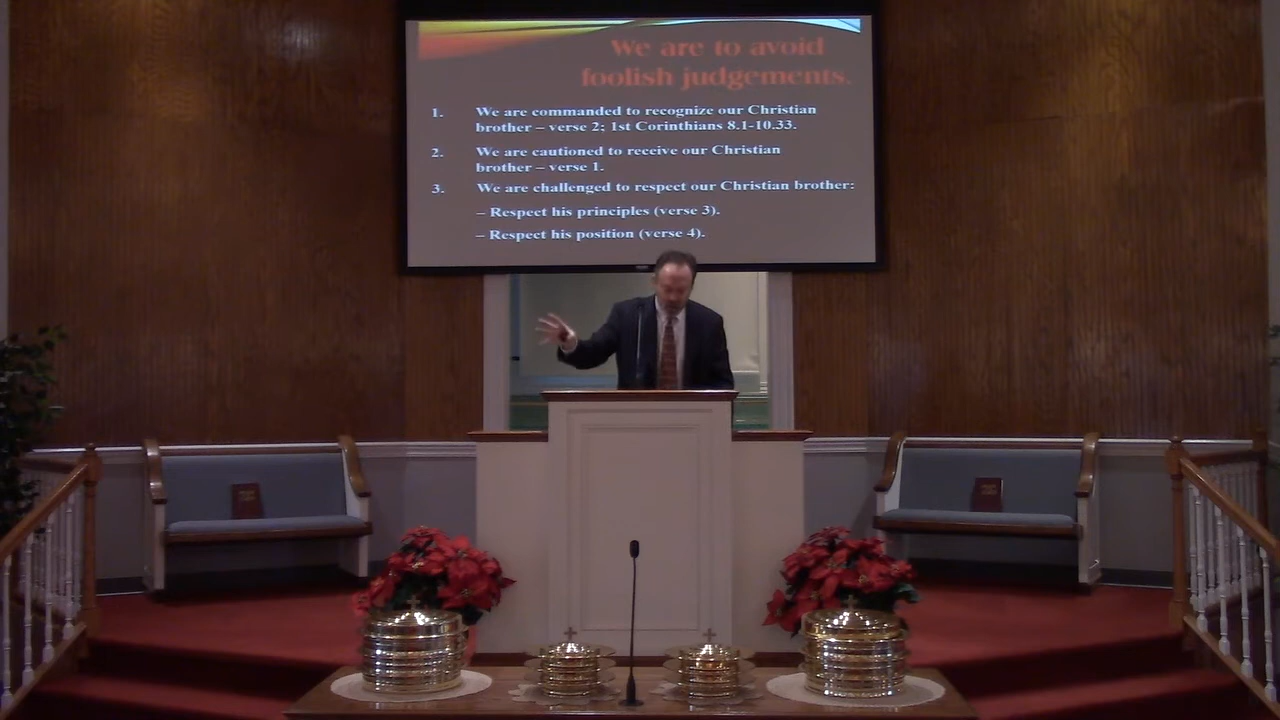 We are to avoid
foolish judgements.
1. We are commanded to recognize our Christian
brother – verse 2; 1st Corinthians 8.1-10.33.
2. We are cautioned to receive our Christian
brother – verse 1.
3. We are challenged to respect our Christian brother:
– Respect his principles (verse 3).
– Respect his position (verse 4).